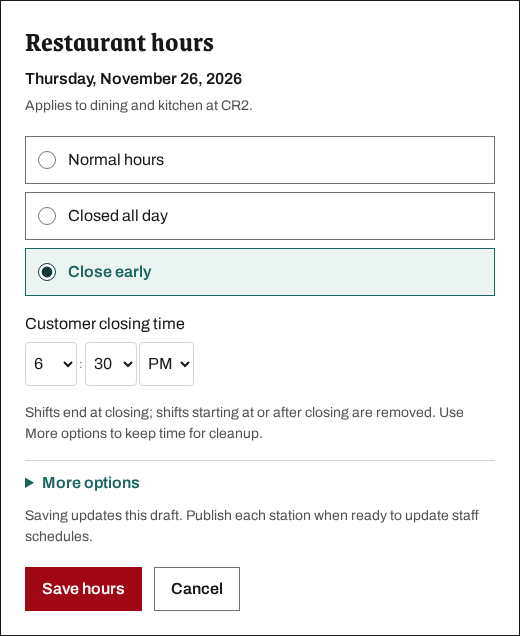 Restaurant hours
Thursday, November 26, 2026
Applies to dining and kitchen at CR2.
Normal hours
Closed all day
Close early
Customer closing time
6 : 30 PM
Shifts end at closing; shifts starting at or after closing are removed. Use
More options to keep time for cleanup.
More options
Saving updates this draft. Publish each station when ready to update staff
schedules.
Save hours Cancel